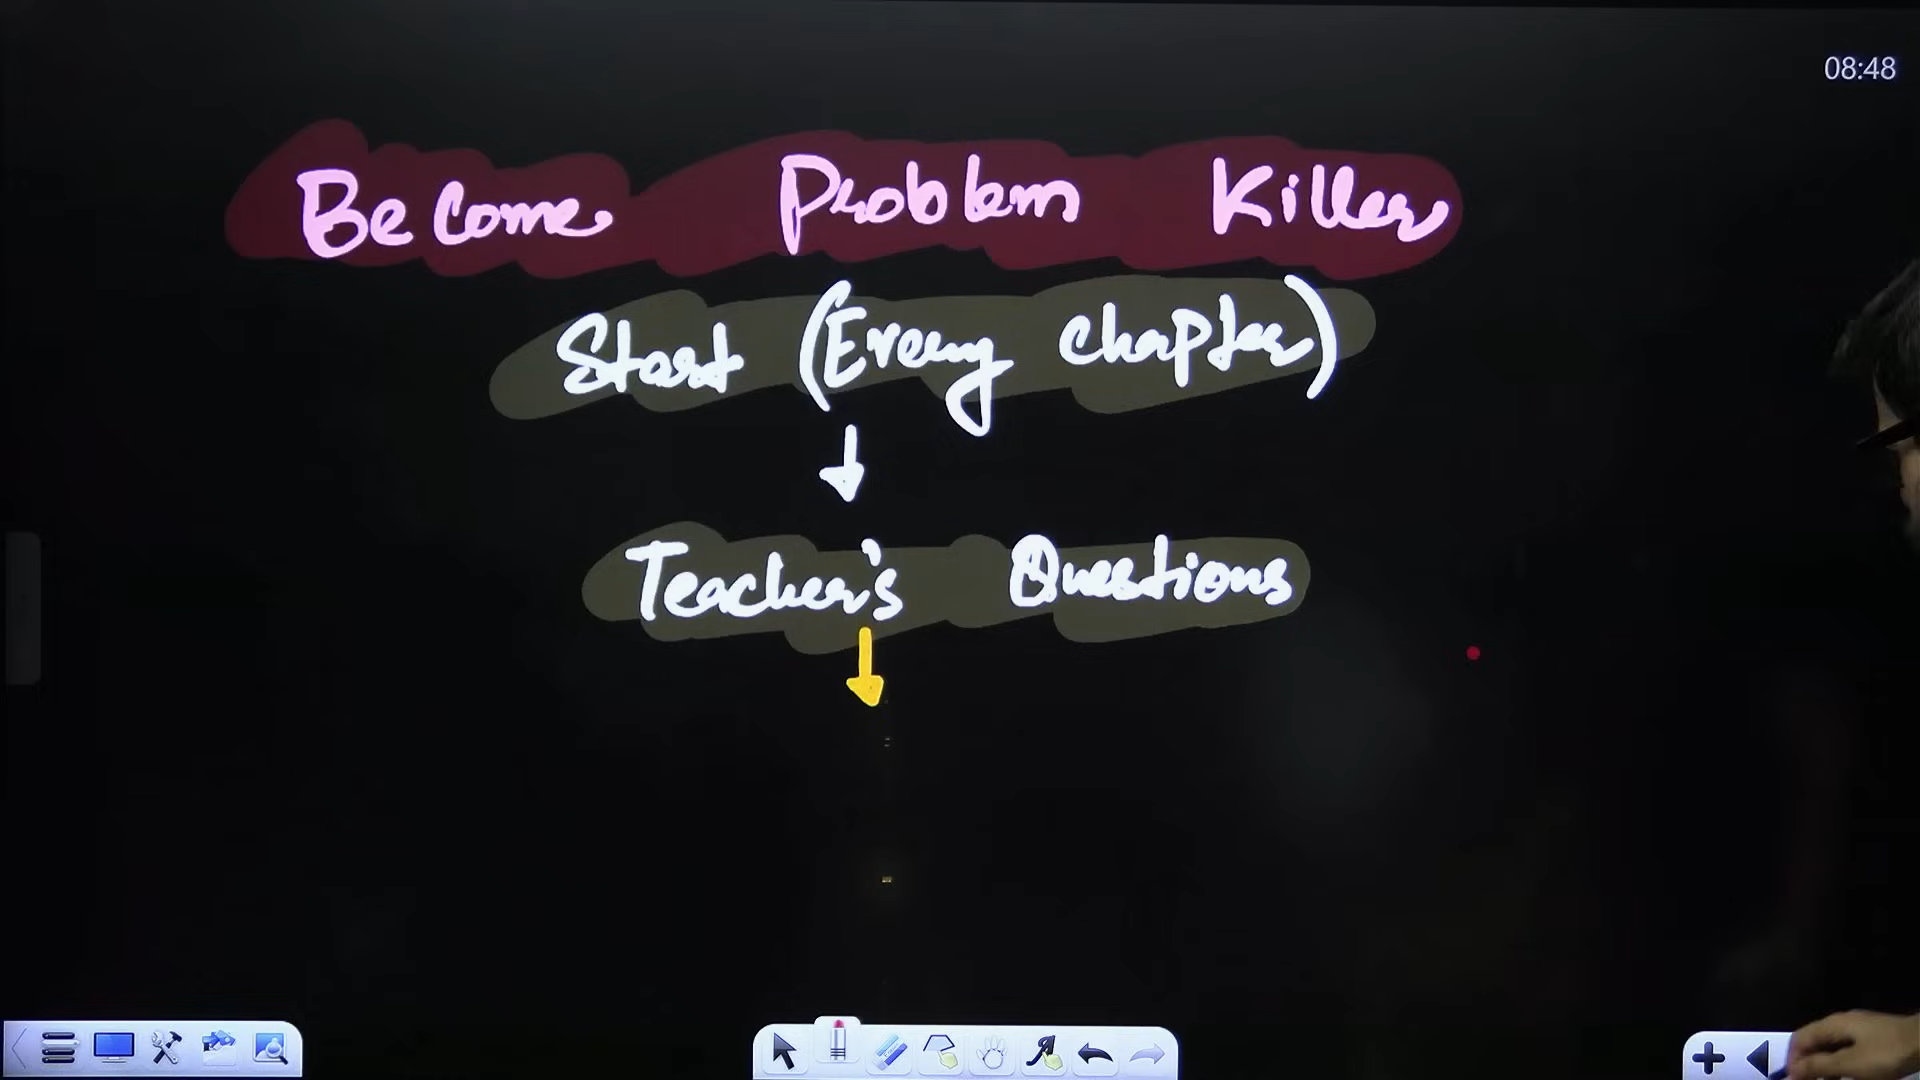 08:48
Become Problem Killer
Start (Every chapter)
Teacher's Questions